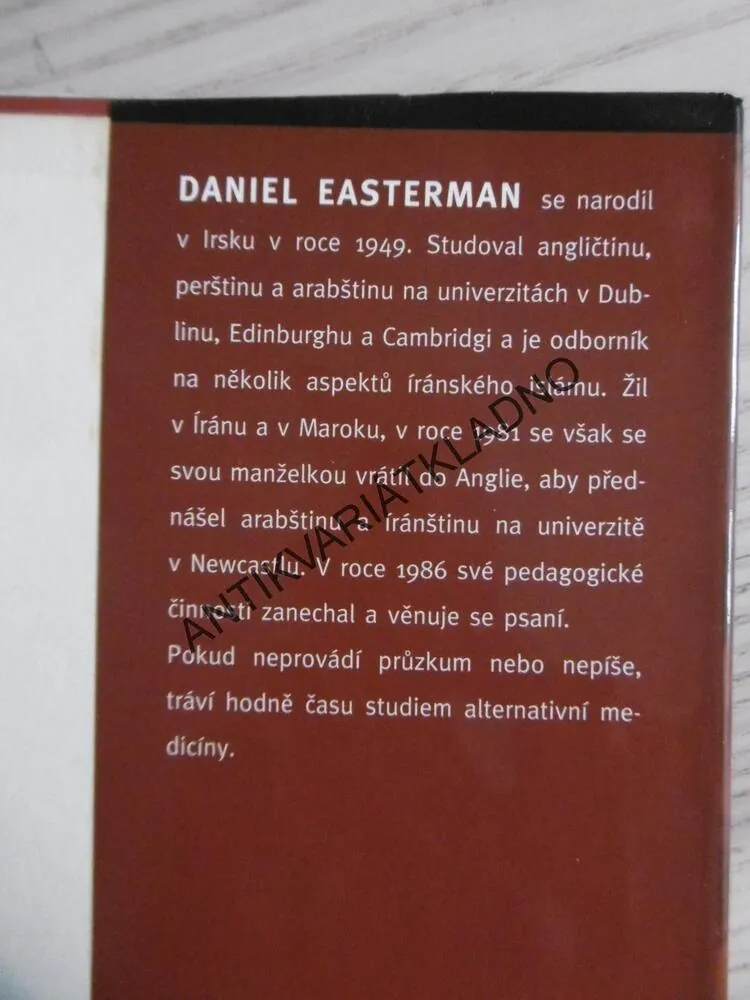 DANIEL EASTERMAN se narodil
v Irsku v roce 1949. Studoval angličtinu,
perštinu a arabštinu na univerzitách v Dub-
linu, Edinburghu a Cambridgi a je odborník
na několik aspektů íránského islámu. Žil
v Íránu a v Maroku, v roce 1981 se však se
svou manželkou vrátil do Anglie, aby před-
nášel arabštinu a íránštinu na univerzitě
v Newcastlu. V roce 1986 své pedagogické
činnosti zanechal a věnuje se psaní.
Pokud neprovádí průzkum nebo nepíše,
tráví hodně času studiem alternativní me-
dicíny.
ANTIKVARIATKLADNO